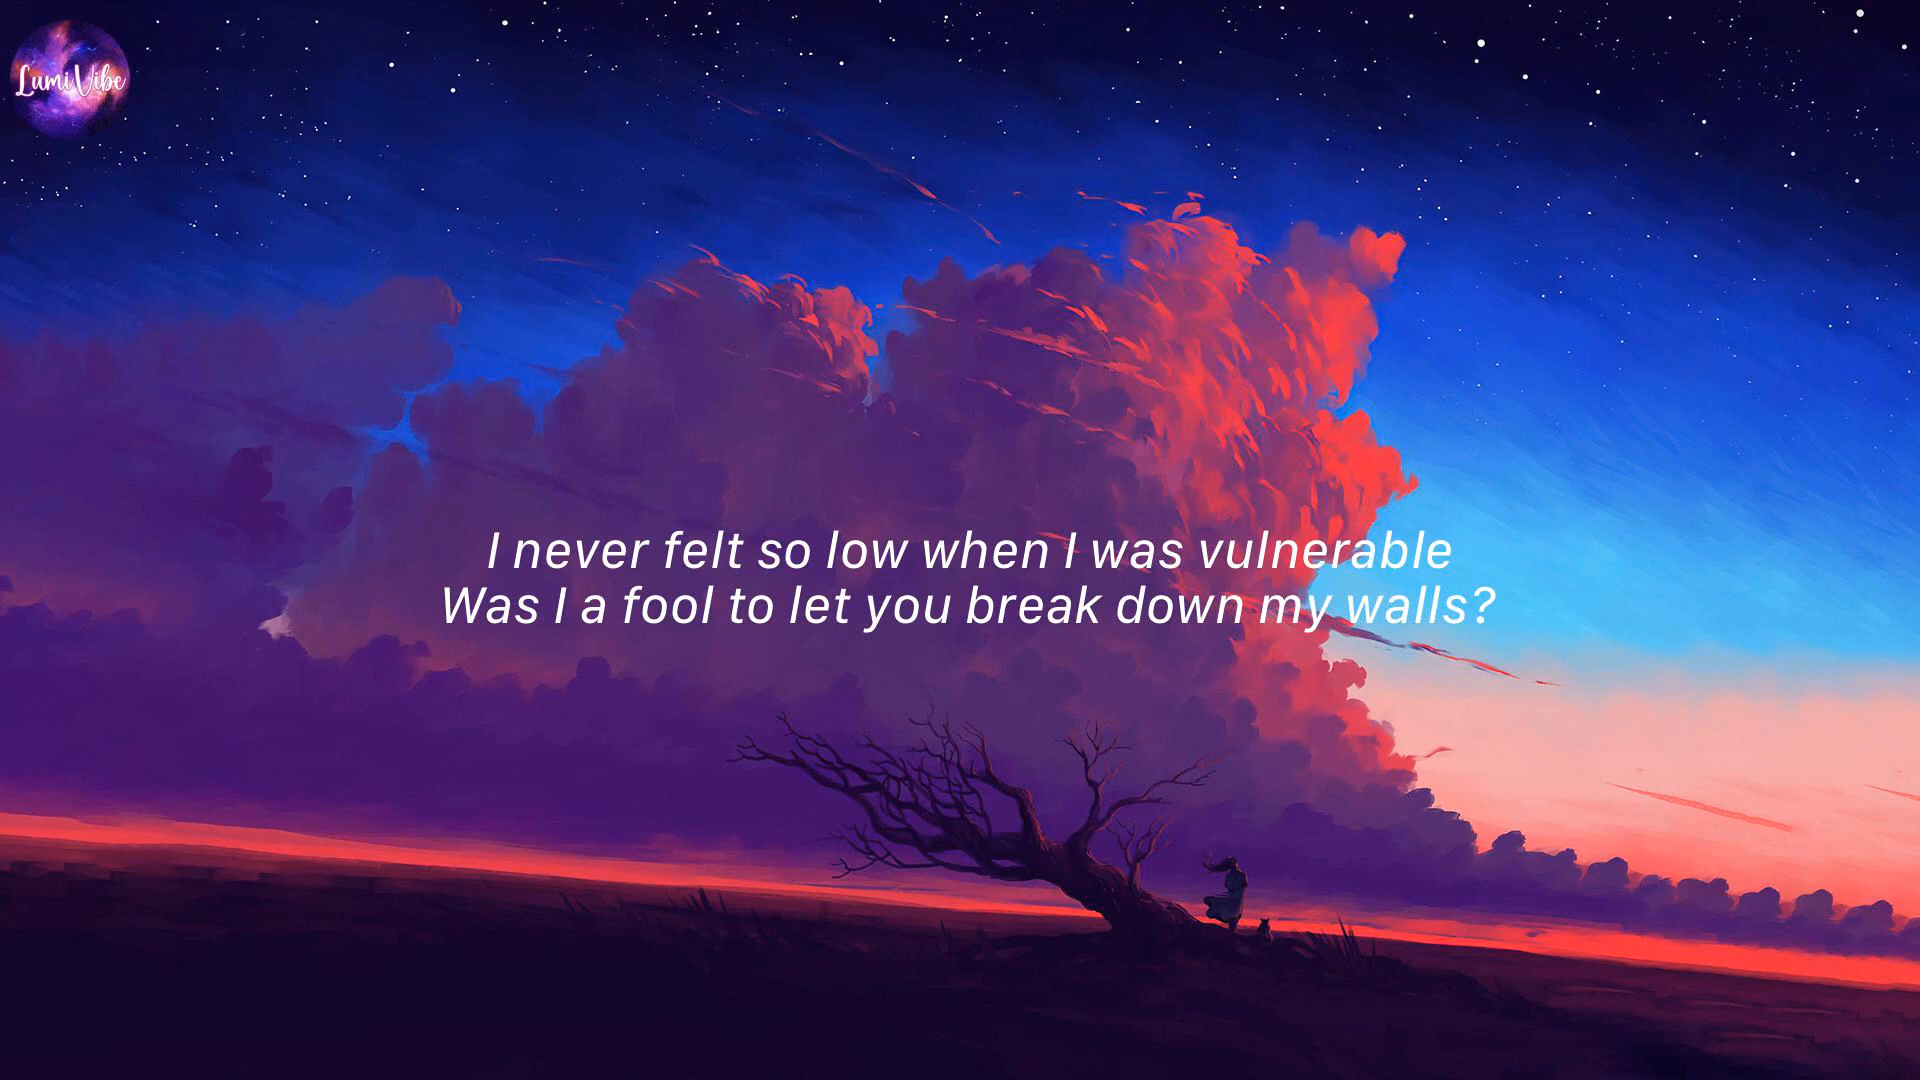 LumiVibe
I never felt so low when I was vulnerable
Was I a fool to let you break down my walls?